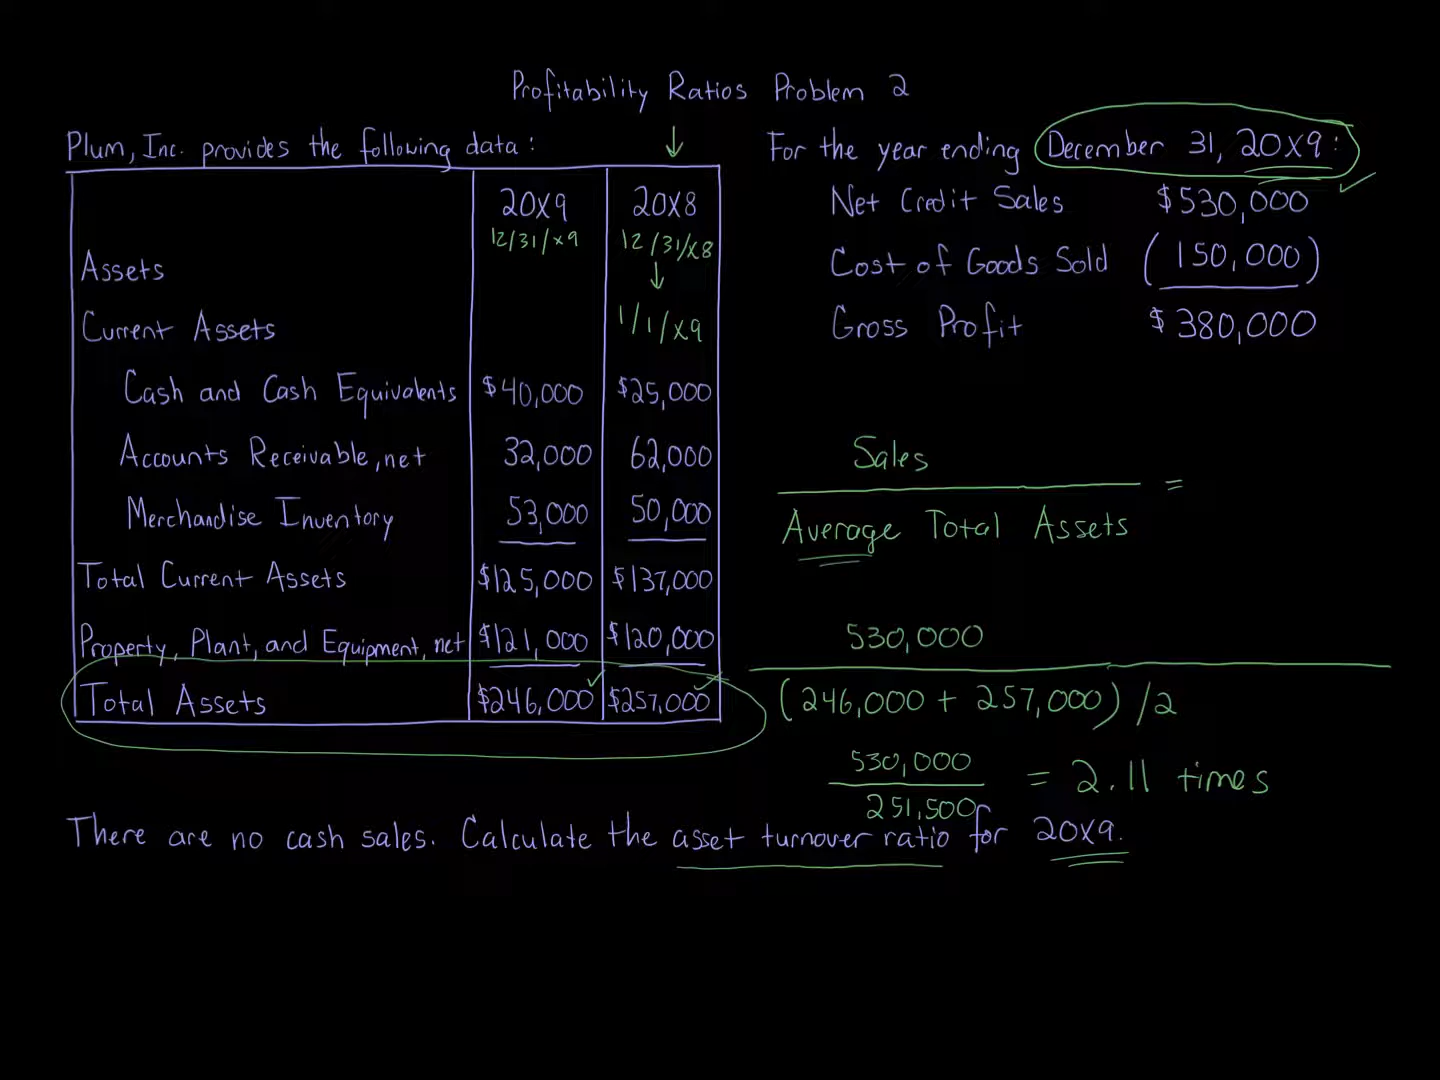 Profitability Ratios Problem 2
Plum, Inc. provides the following data:
20X9 20X8
12/31/X9 12/31/X8
Assets
1/1/X9
Current Assets
Cash and Cash Equivalents $40,000 $25,000
Accounts Receivable, net 32,000 62,000
Merchandise Inventory 53,000 50,000
Total Current Assets $125,000 $137,000
Property, Plant, and Equipment, net $121,000 $120,000
Total Assets $246,000 $257,000
For the year ending December 31, 20X9:
Net Credit Sales $530,000
Cost of Goods Sold (150,000)
Gross Profit $380,000
Sales
Average Total Assets =
530,000
(246,000 + 257,000) / 2
530,000
251,500 = 2.11 times
There are no cash sales. Calculate the asset turnover ratio for 20X9.